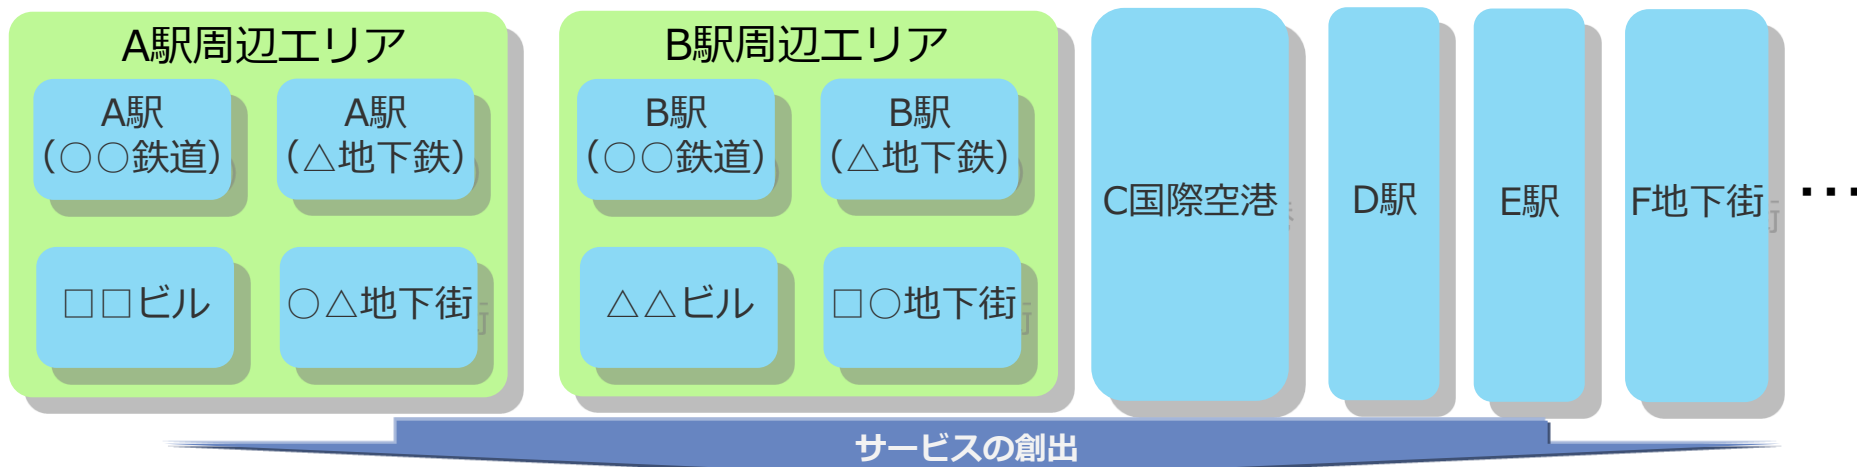 A駅周辺エリア
A駅
（○○鉄道）
A駅
（△地下鉄）
□□ビル
○△地下街
B駅周辺エリア
B駅
（○○鉄道）
B駅
（△地下鉄）
△△ビル
□○地下街
C国際空港
D駅
E駅
F地下街
…
サービスの創出